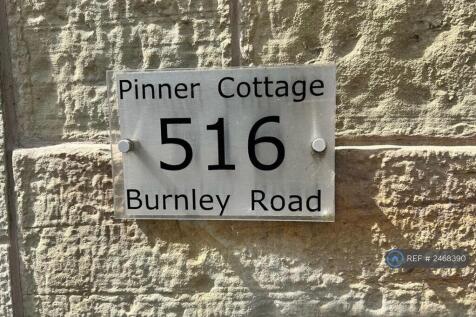 Pinner Cottage
516
Burnley Road
REF # 2468390